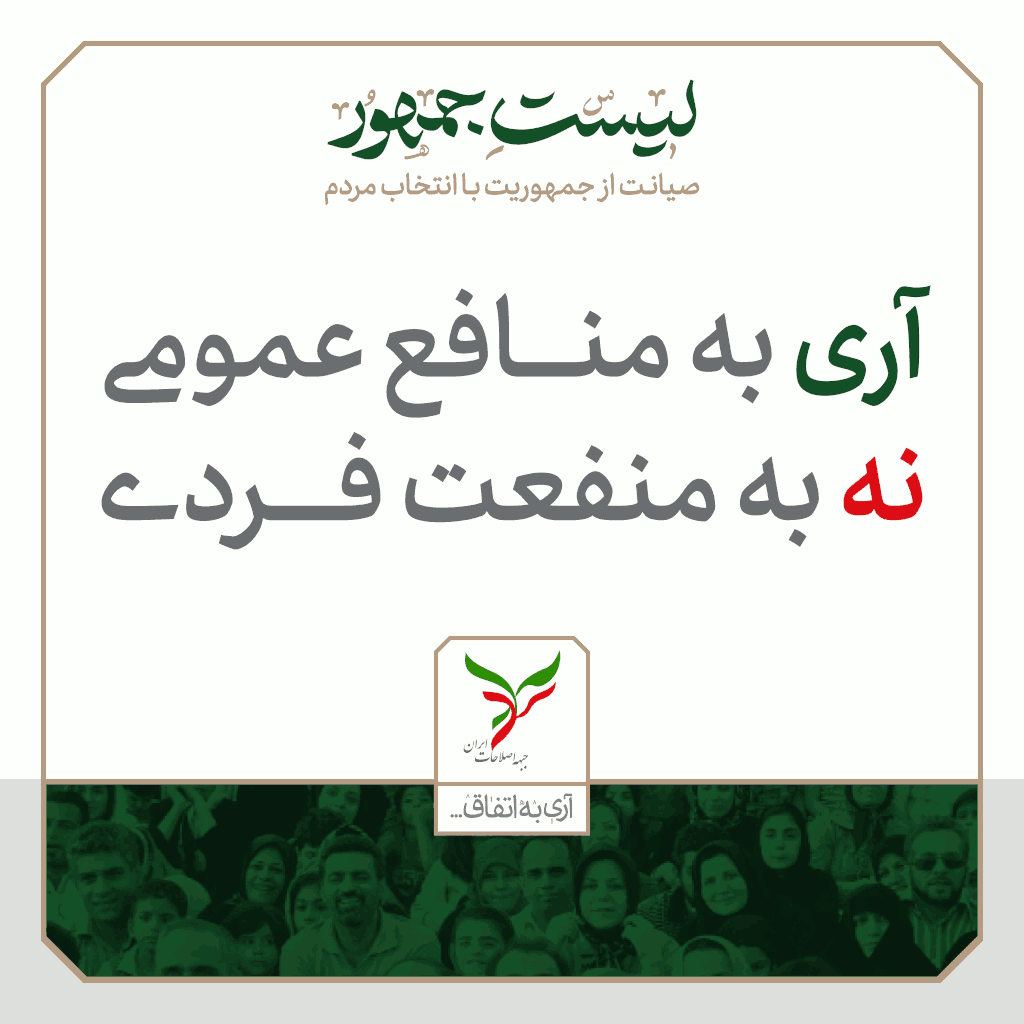 لیستِ جمهور
صیانت از جمهوریت با انتخاب مردم
آری به منافع عمومی
نه به منفعت فردی
جبهه اصلاحات
ایران
آری به اتفاق...